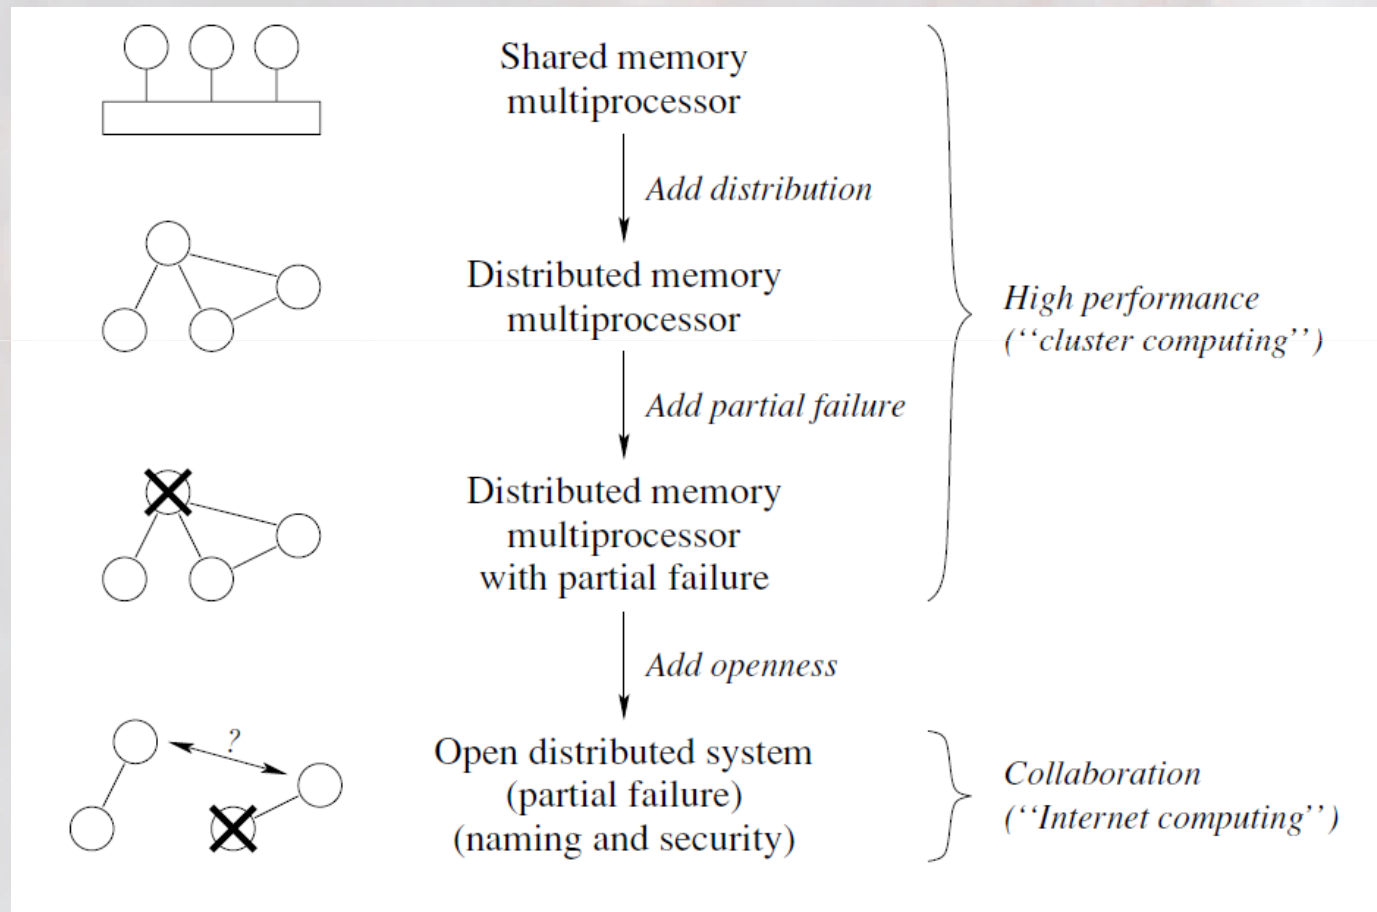 Shared memory
multiprocessor
Add distribution
Distributed memory
multiprocessor
Add partial failure
High performance
(‘‘cluster computing’’)
Distributed memory
multiprocessor
with partial failure
Add openness
?
Open distributed system
(partial failure)
(naming and security)
Collaboration
(‘‘Internet computing’’)